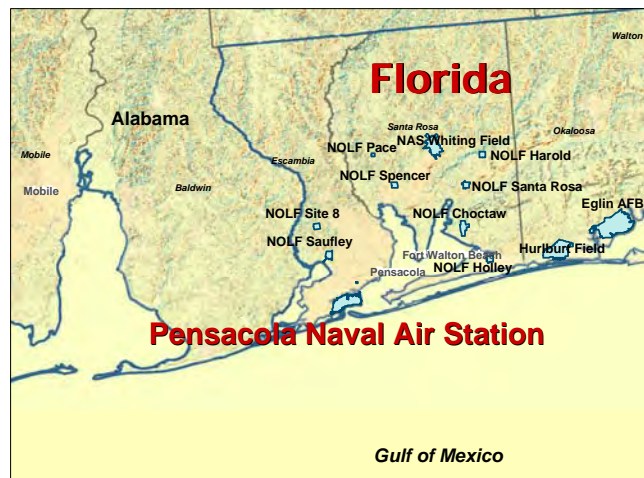 Walton
Florida
Alabama
Santa Rosa
Okaloosa
NAS Whiting Field
NOLF Pace
NOLF Harold
Mobile
Escambia
NOLF Spencer
Mobile
Baldwin
NOLF Santa Rosa
Eglin AFB
NOLF Site 8
NOLF Choctaw
NOLF Saufley
Hurlburt Field
Fort Walton Beach
NOLF Holley
Pensacola
Pensacola Naval Air Station
Gulf of Mexico